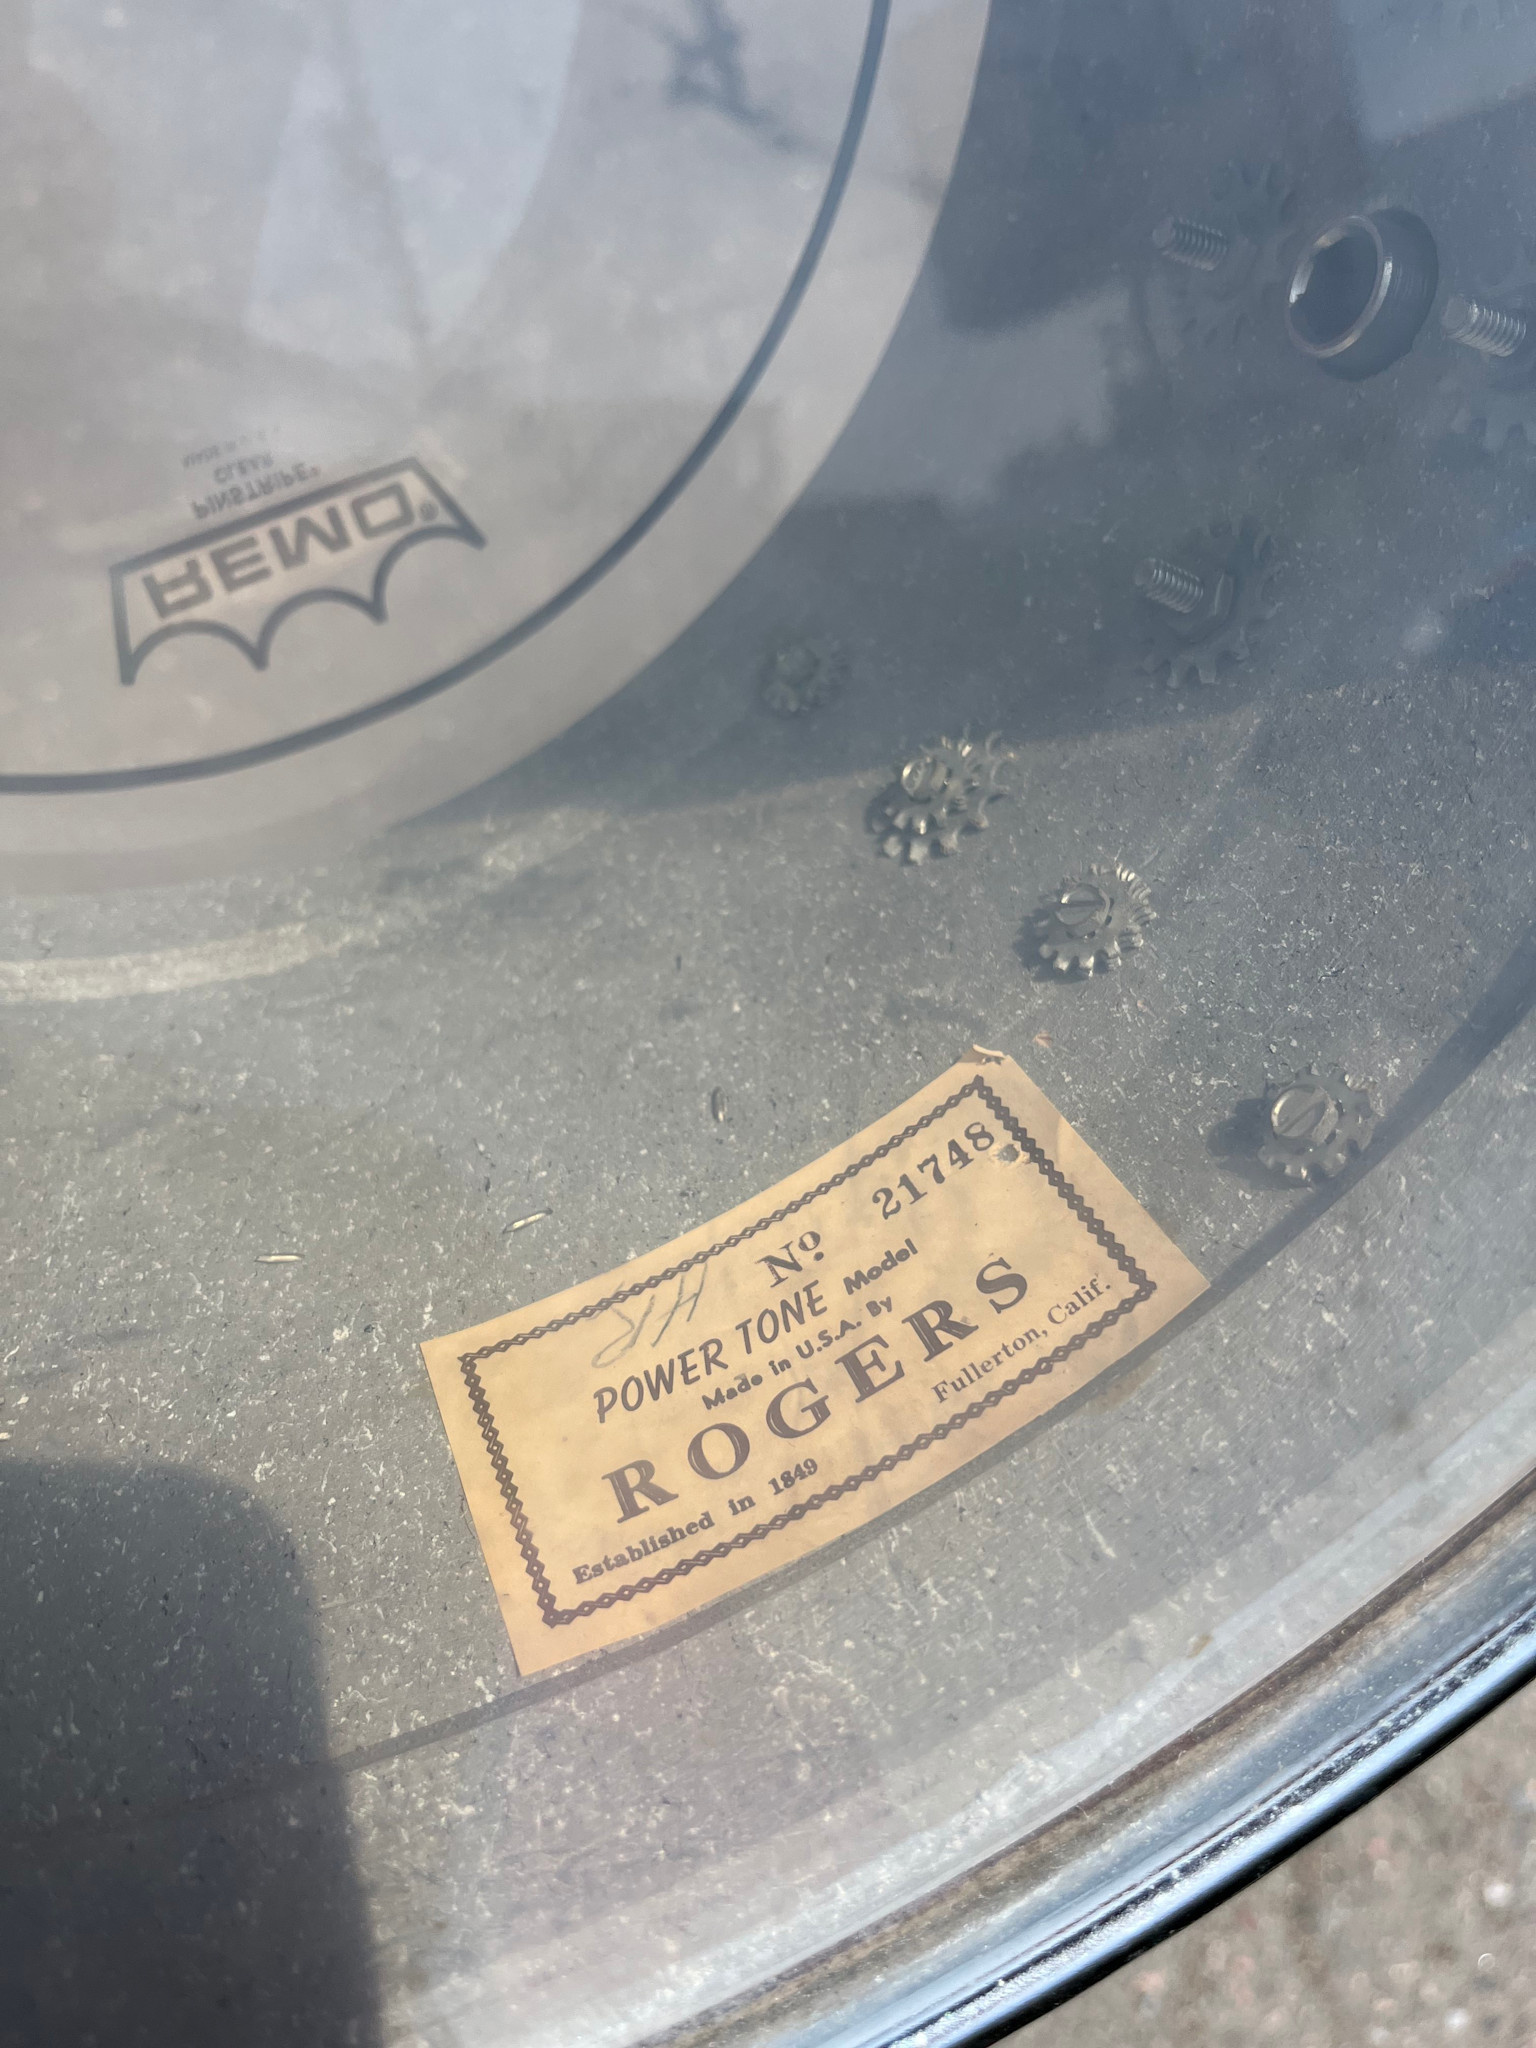 REMO®
PINSTRIPE®
CLEAR
No. 21748
HR
POWER TONE Model
Made in U.S.A. By
ROGERS
Established in 1849 Fullerton, Calif.